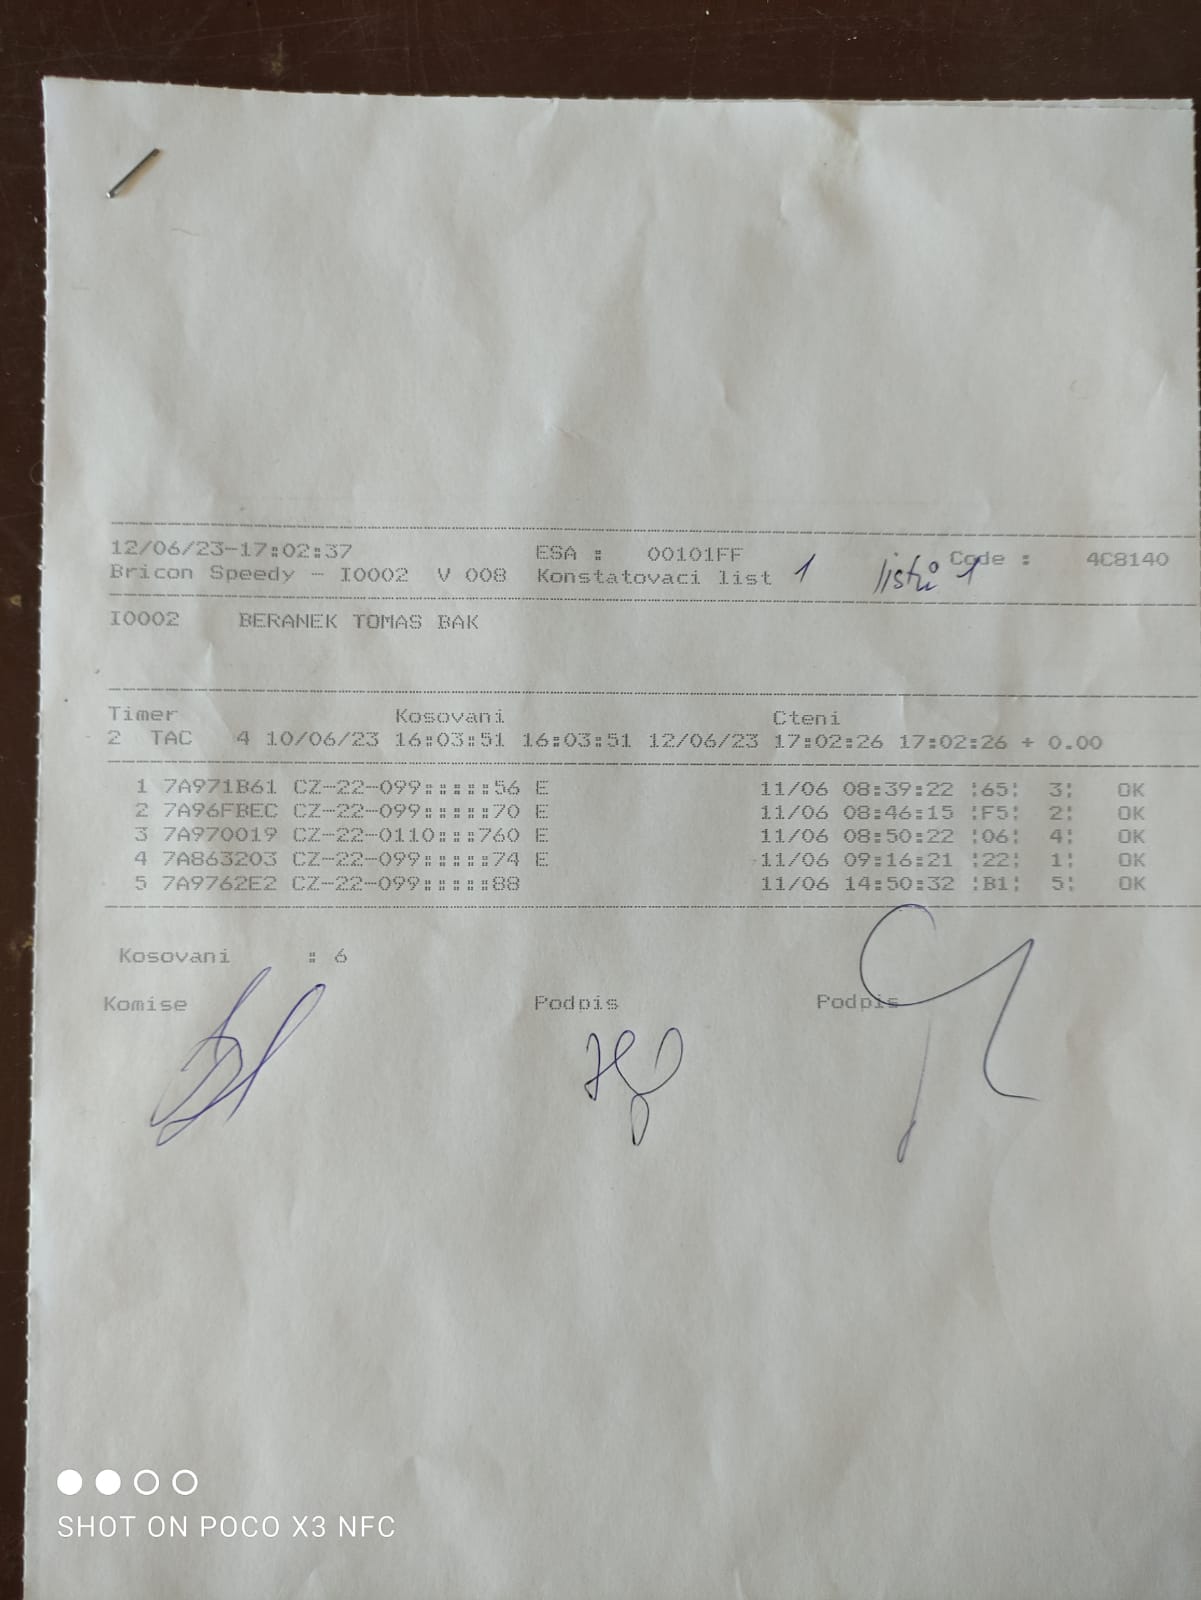 12/06/23-17:02:37 ESA : 00101FF Code : 4C8140
Bricon Speedy - I0002 V 008 Konstatovaci list 1 listů 1
I0002 BERANEK TOMAS BAK
Timer Kosovani Cteni
2 TAC 4 10/06/23 16:03:51 16:03:51 12/06/23 17:02:26 17:02:26 + 0.00
1 7A971B61 CZ-22-099:::::56 E 11/06 08:39:22 ¦65¦ 3¦ OK
2 7A96FBEC CZ-22-099:::::70 E 11/06 08:46:15 ¦F5¦ 2¦ OK
3 7A970019 CZ-22-0110:::760 E 11/06 08:50:22 ¦06¦ 4¦ OK
4 7A863203 CZ-22-099:::::74 E 11/06 09:16:21 ¦22¦ 1¦ OK
5 7A9762E2 CZ-22-099:::::88 11/06 14:50:32 ¦B1¦ 5¦ OK
Kosovani : 6
Komise Podpis Podpis
SHOT ON POCO X3 NFC